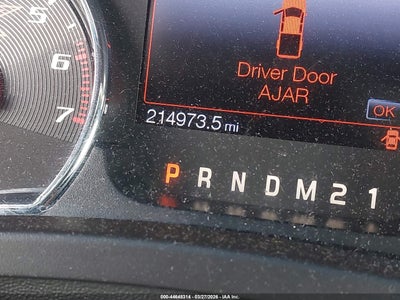 5
6
7
Driver Door
AJAR
OK
214973.5 mi
P R N D M 2 1
000-44648314 - 03/27/2026 - IAA Inc.